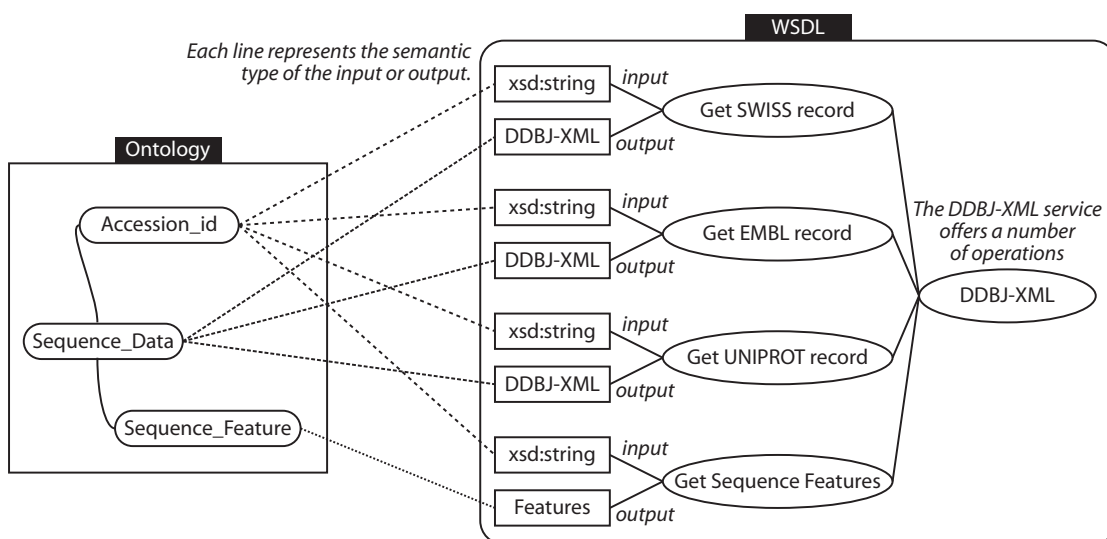 WSDL
Each line represents the semantic
type of the input or output.
xsd:string
input
Get SWISS record
DDBJ-XML
output
Ontology
Accession_id
xsd:string
input
Get EMBL record
DDBJ-XML
output
The DDBJ-XML service
offers a number
of operations
DDBJ-XML
Sequence_Data
xsd:string
input
Get UNIPROT record
DDBJ-XML
output
Sequence_Feature
xsd:string
input
Get Sequence Features
Features
output